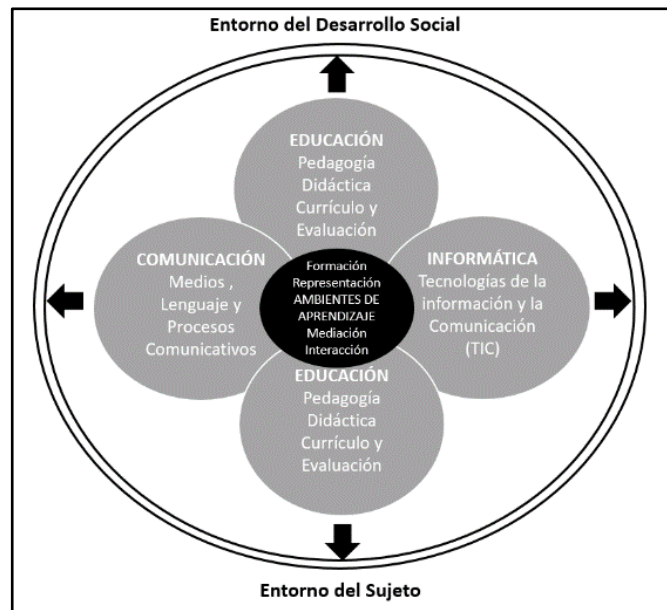 Entorno del Desarrollo Social
EDUCACIÓN
Pedagogía
Didáctica
Currículo y
Evaluación
COMUNICACIÓN
Medios ,
Lenguaje y
Procesos
Comunicativos
Formación
Representación
AMBIENTES DE
APRENDIZAJE
Mediación
Interacción
INFORMÁTICA
Tecnologías de la
información y la
Comunicación
(TIC)
EDUCACIÓN
Pedagogía
Didáctica
Currículo y
Evaluación
Entorno del Sujeto